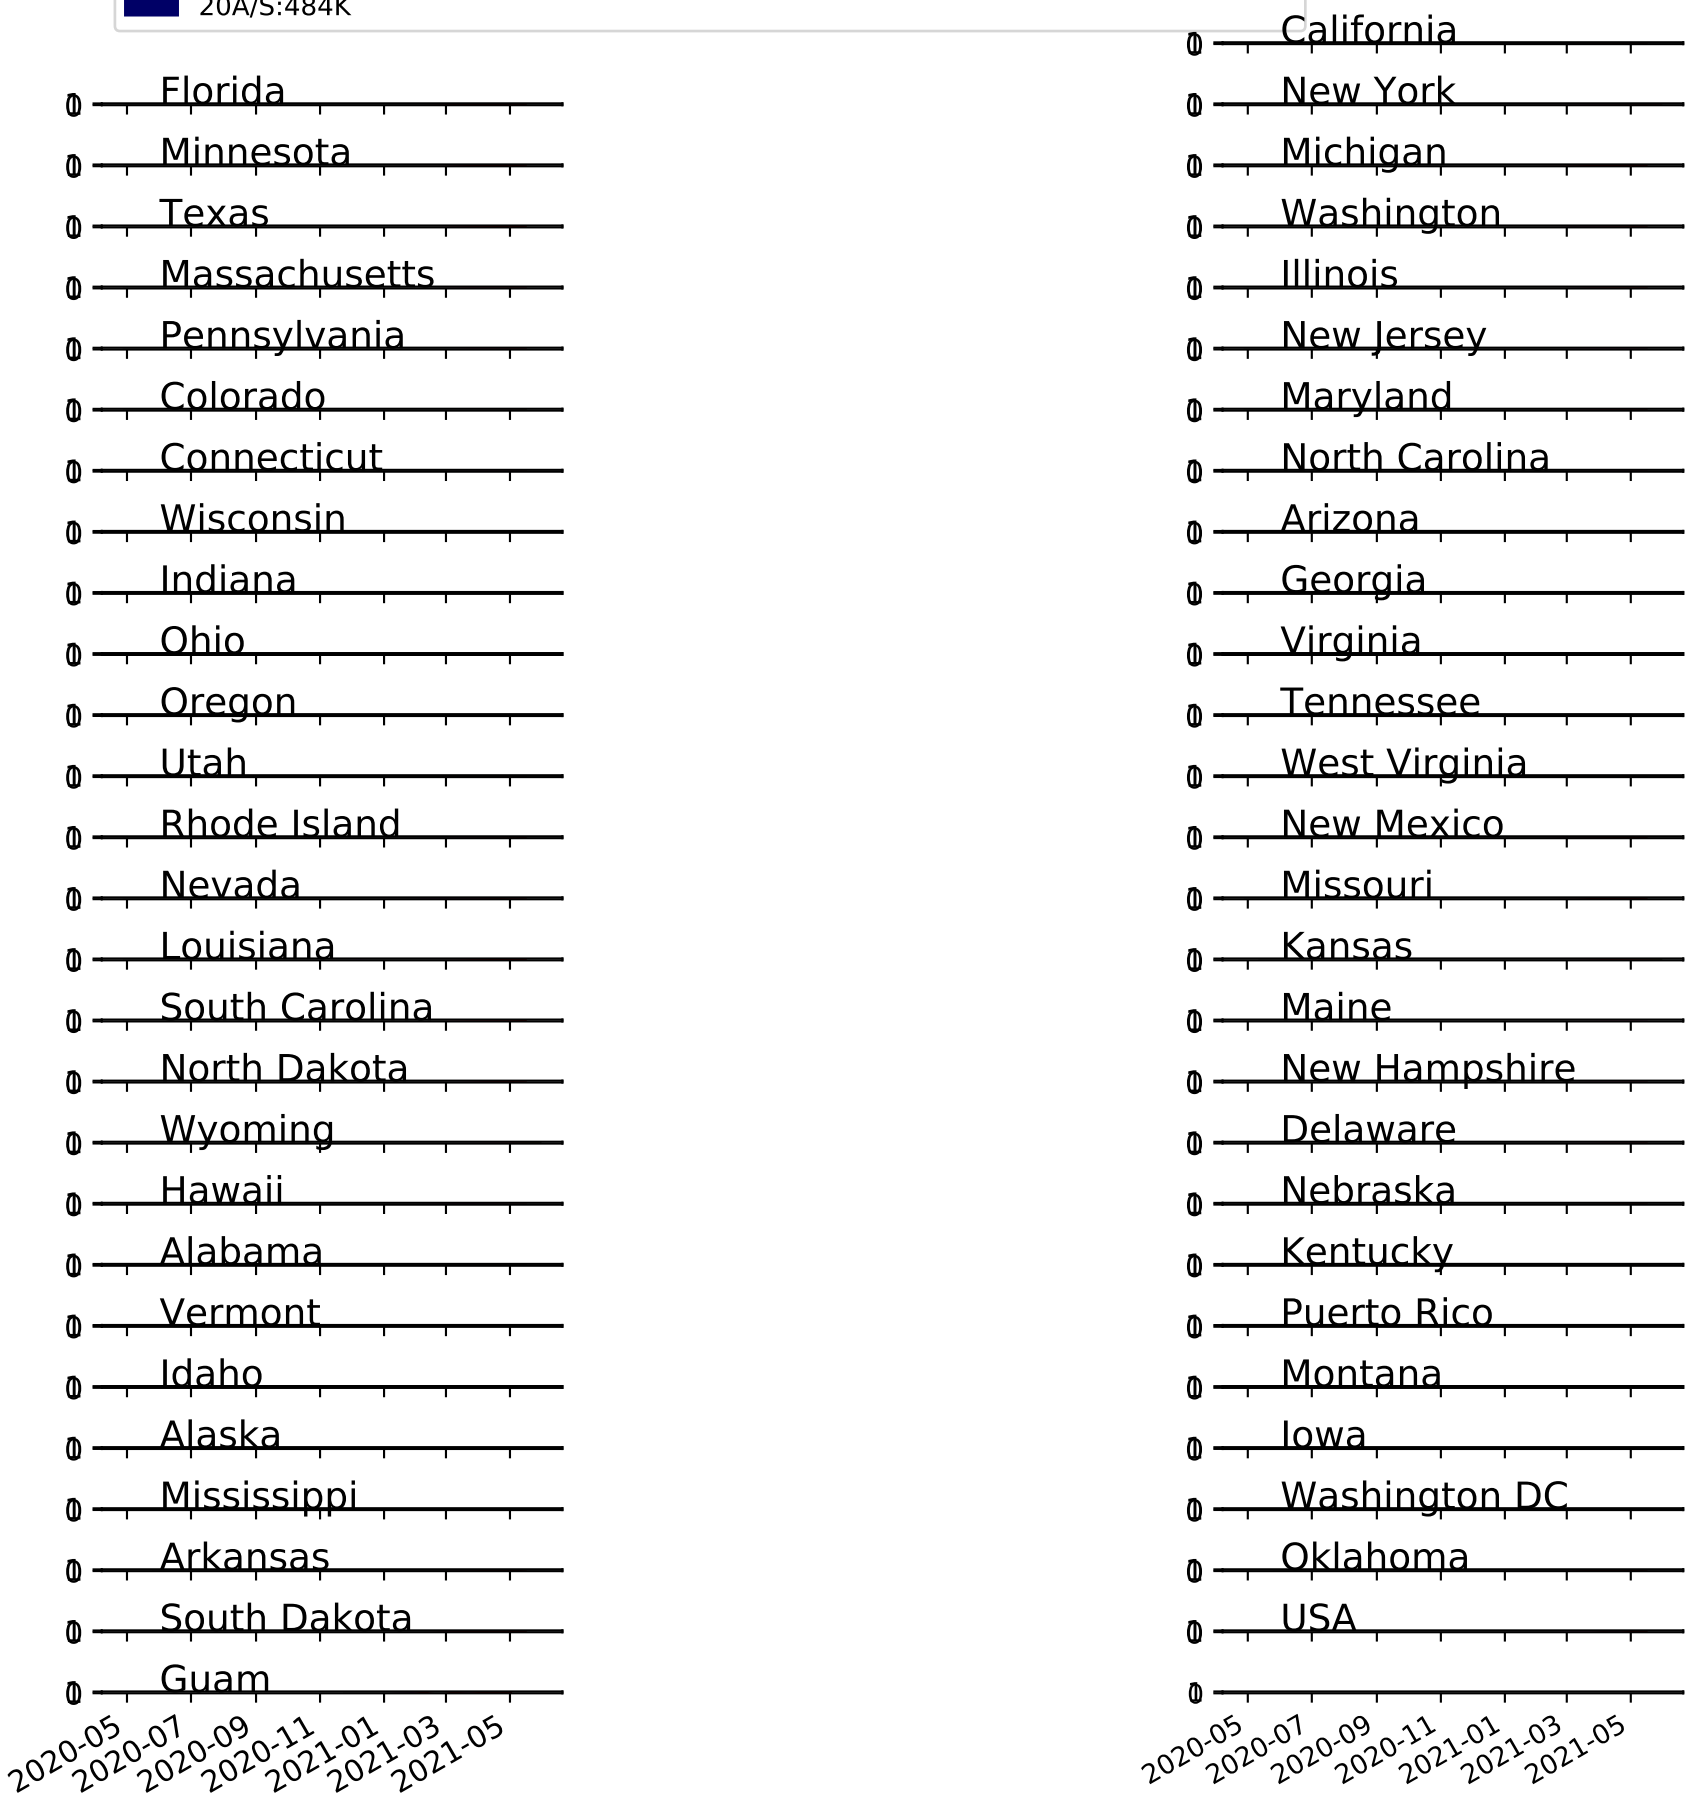 20A/S:484K
California
Florida
New York
Minnesota
Michigan
Texas
Washington
Massachusetts
Illinois
Pennsylvania
New Jersey
Colorado
Maryland
Connecticut
North Carolina
Wisconsin
Arizona
Indiana
Georgia
Ohio
Virginia
Oregon
Tennessee
Utah
West Virginia
Rhode Island
New Mexico
Nevada
Missouri
Louisiana
Kansas
South Carolina
Maine
North Dakota
New Hampshire
Wyoming
Delaware
Hawaii
Nebraska
Alabama
Kentucky
Vermont
Puerto Rico
Idaho
Montana
Alaska
Iowa
Mississippi
Washington DC
Arkansas
Oklahoma
South Dakota
USA
Guam
2020-05 2020-07 2020-09 2020-11 2021-01 2021-03 2021-05
2020-05 2020-07 2020-09 2020-11 2021-01 2021-03 2021-05